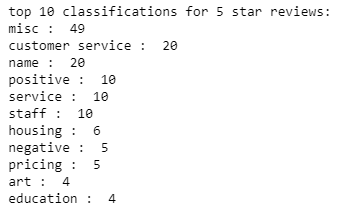 top 10 classifications for 5 star reviews:
misc :  49
customer service :  20
name :  20
positive :  10
service :  10
staff :  10
housing :  6
negative :  5
pricing :  5
art :  4
education :  4